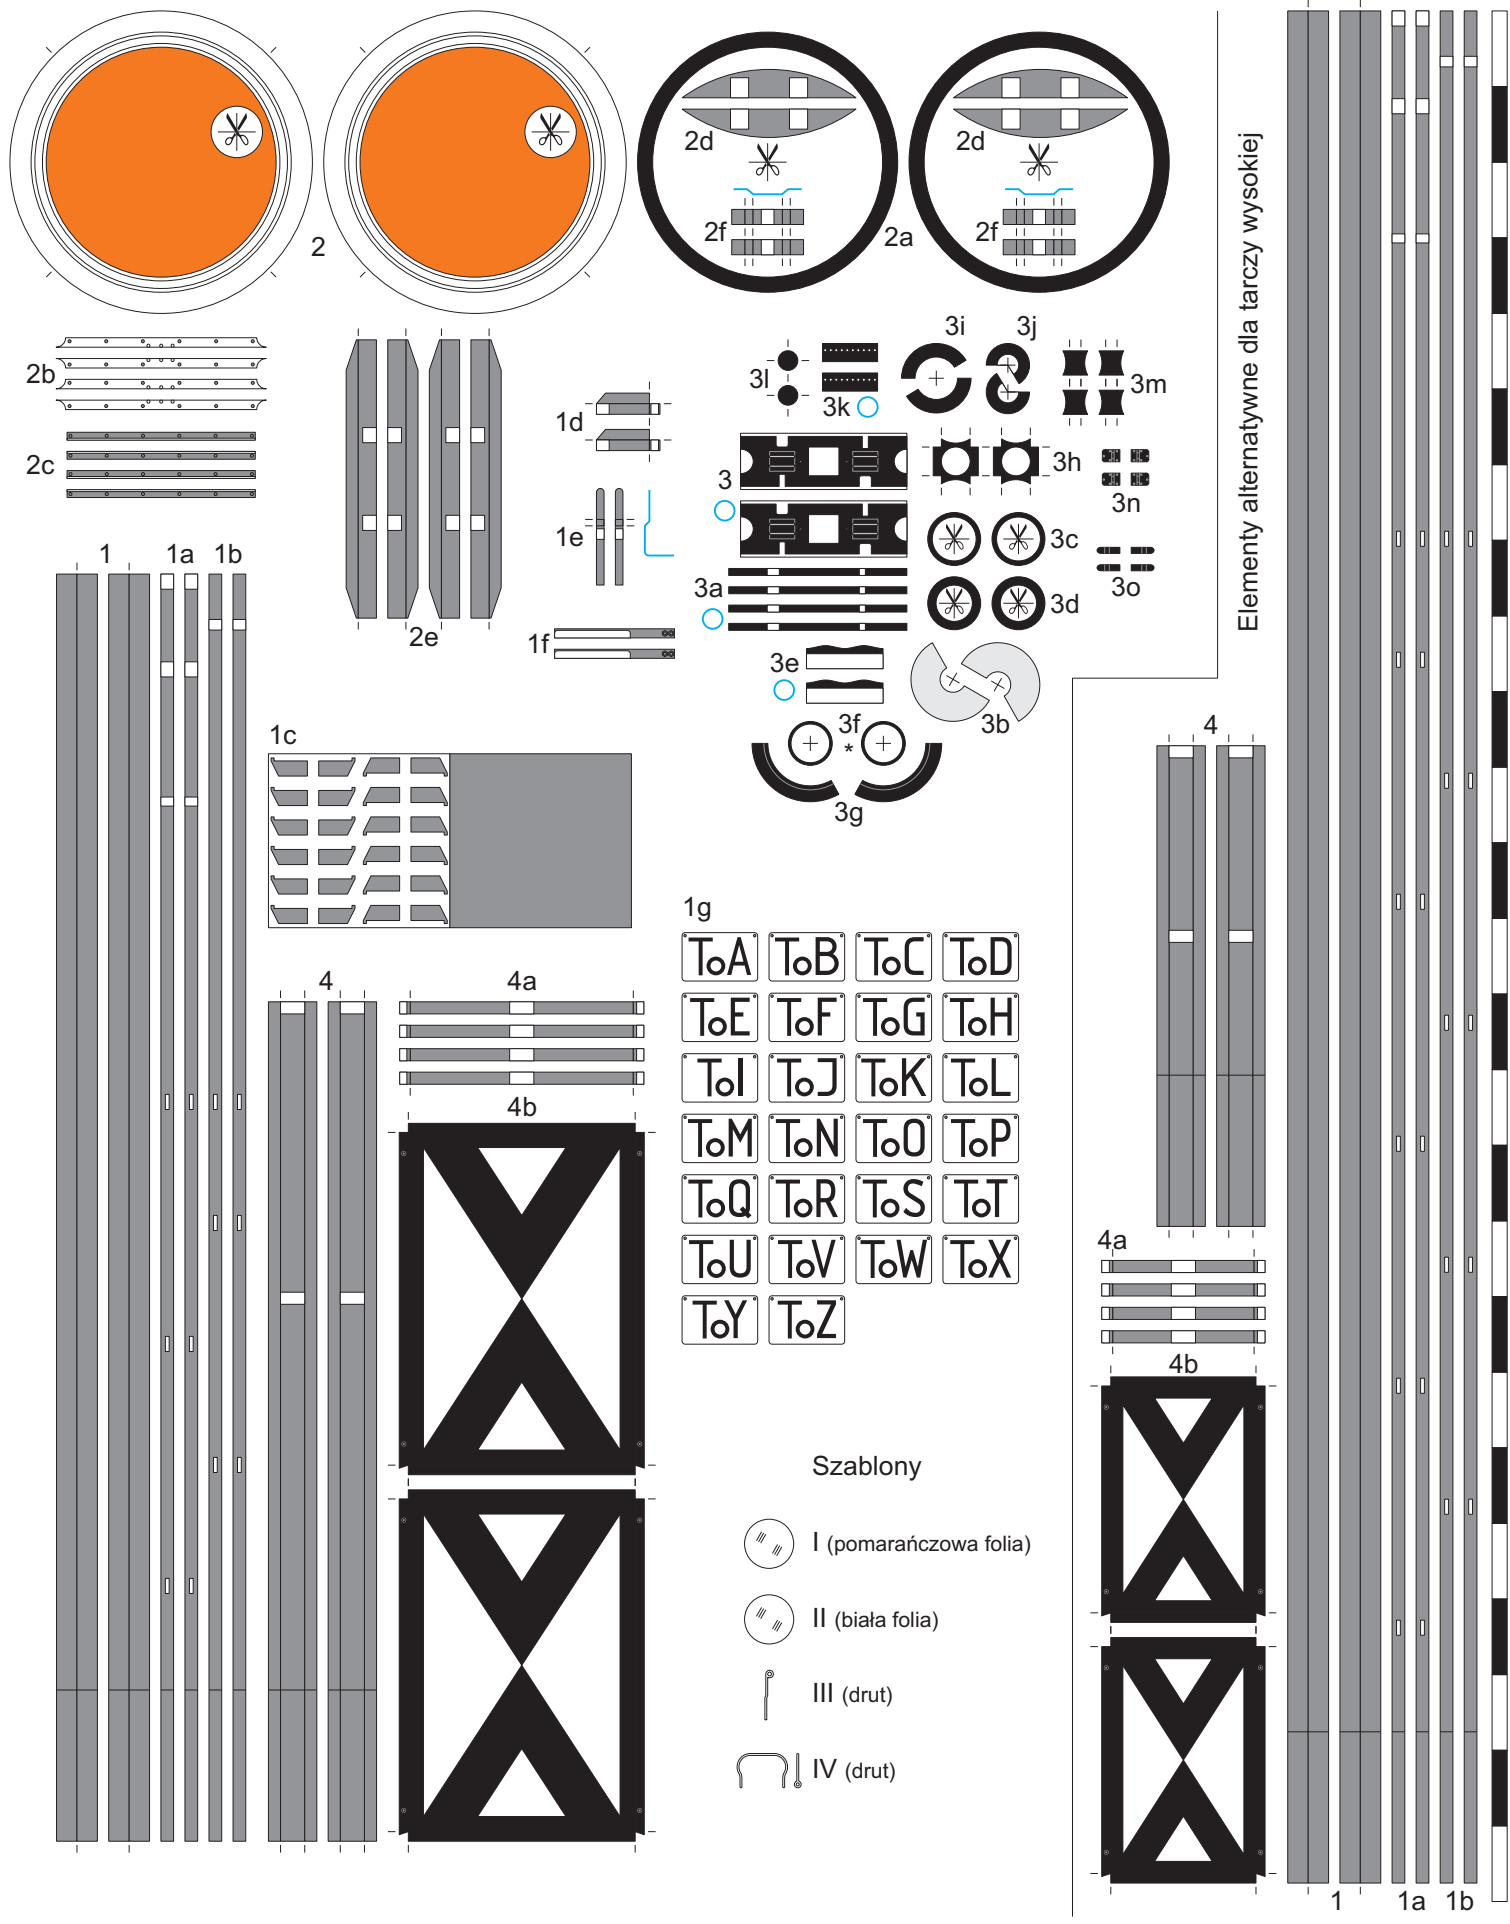 2
2d
2f
2a
2d
2f
Elementy alternatywne dla tarczy wysokiej
2b
2c
2e
1d
1e
1f
3l
3k
3i
3j
3m
3
3h
3n
3a
3c
3d
3o
3e
3b
3f
*
3g
1
1a
1b
1c
4
4a
4b
1g
ToA ToB ToC ToD
ToE ToF ToG ToH
ToI ToJ ToK ToL
ToM ToN ToO ToP
ToQ ToR ToS ToT
ToU ToV ToW ToX
ToY ToZ
Szablony
I (pomarańczowa folia)
II (biała folia)
III (drut)
IV (drut)
4
4a
4b
1
1a
1b